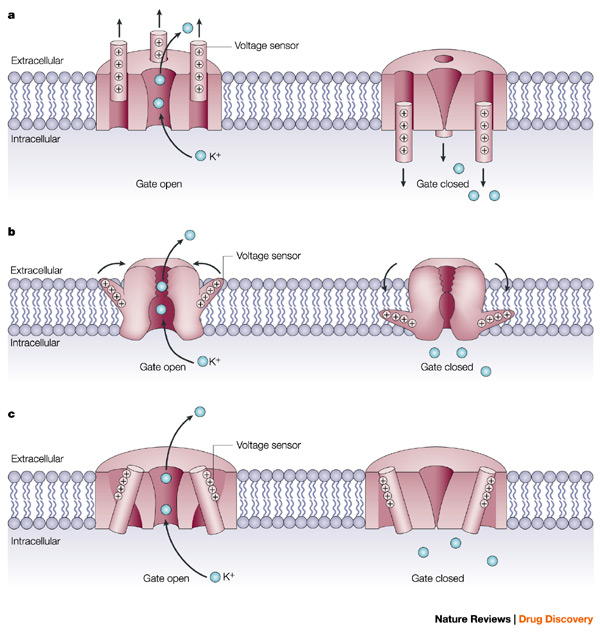 a
Extracellular
Voltage sensor
Intracellular
K+
Gate open
Gate closed
b
Voltage sensor
Extracellular
Intracellular
Gate open
K+
Gate closed
c
Voltage sensor
Extracellular
Intracellular
Gate open
K+
Gate closed
Nature Reviews | Drug Discovery